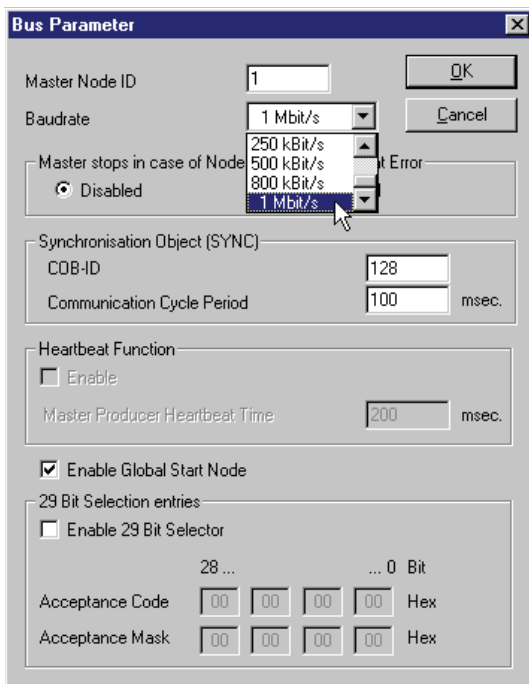 Bus Parameter
Master Node ID 1 OK
Baudrate 1 Mbit/s Cancel
250 kBit/s
500 kBit/s
800 kBit/s
1 Mbit/s
Master stops in case of Node Error
Disabled
Synchronisation Object (SYNC)
COB-ID 128
Communication Cycle Period 100 msec.
Heartbeat Function
Enable
Master Producer Heartbeat Time 200 msec.
Enable Global Start Node
29 Bit Selection entries
Enable 29 Bit Selector
28 ... ... 0 Bit
Acceptance Code 00 00 00 00 Hex
Acceptance Mask 00 00 00 00 Hex